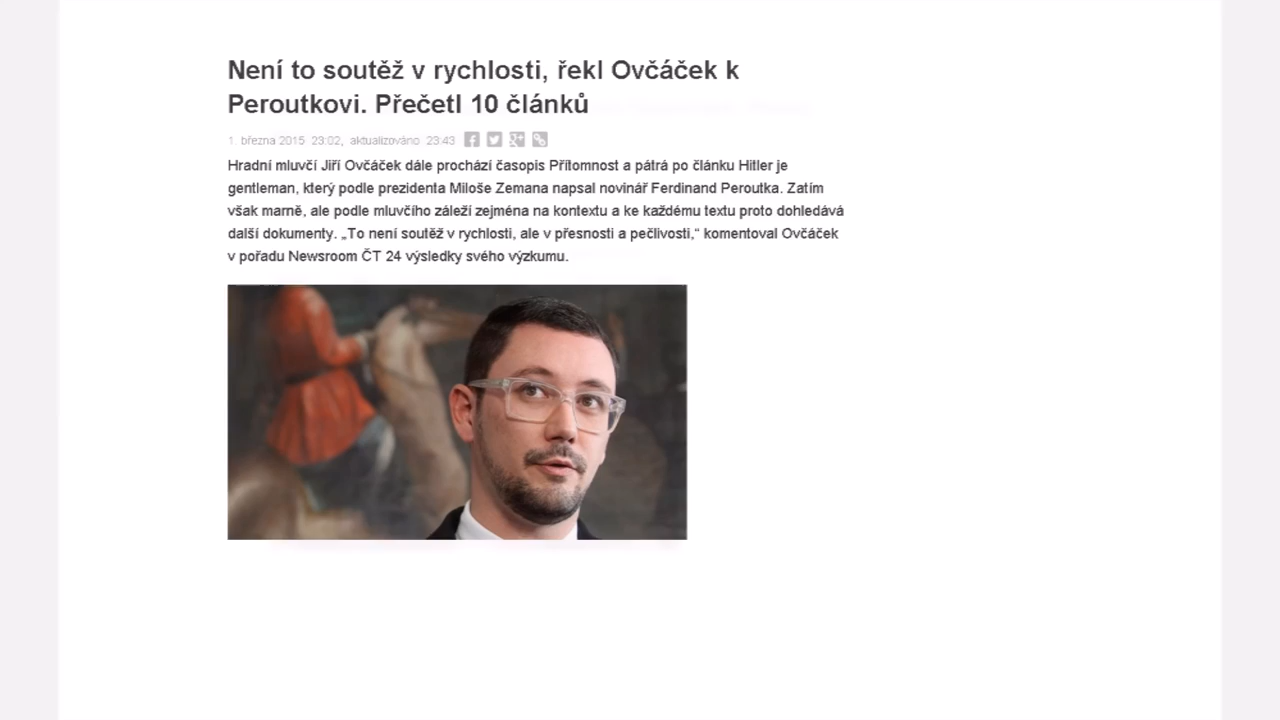 Není to soutěž v rychlosti, řekl Ovčáček k
Peroutkovi. Přečetl 10 článků
1. března 2015 23:02, aktualizováno 23:43
Hradní mluvčí Jiří Ovčáček dále prochází časopis Přítomnost a pátrá po článku Hitler je
gentleman, který podle prezidenta Miloše Zemana napsal novinář Ferdinand Peroutka. Zatím
však marně, ale podle mluvčího záleží zejména na kontextu a ke každému textu proto dohledává
další dokumenty. „To není soutěž v rychlosti, ale v přesnosti a pečlivosti,“ komentoval Ovčáček
v pořadu Newsroom ČT 24 výsledky svého výzkumu.